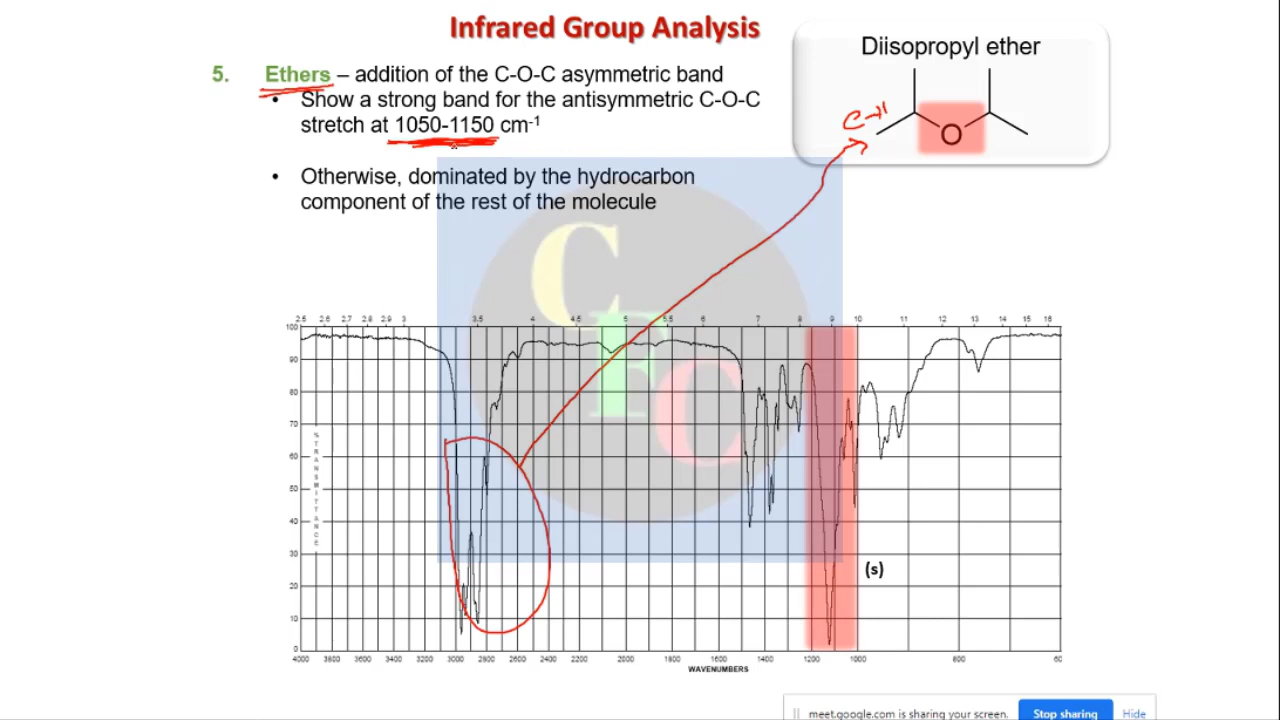 Infrared Group Analysis
Diisopropyl ether
5. Ethers – addition of the C-O-C asymmetric band
• Show a strong band for the antisymmetric C-O-C
stretch at 1050-1150 cm-1
C-H
O
• Otherwise, dominated by the hydrocarbon
component of the rest of the molecule
C
F
C
2.5 2.6 2.7 2.8 2.9 3 3.5 4 4.5 5 5.5 6 7 8 9 10 11 12 13 14 15 16
100
90
80
70
60
50
40
30
20
10
0
% TRANSMITTANCE
(s)
4000 3800 3600 3400 3200 3000 2800 2600 2400 2200 2000 1800 1600 1400 1200 1000 800 60
WAVENUMBERS
meet.google.com is sharing your screen. Stop sharing Hide